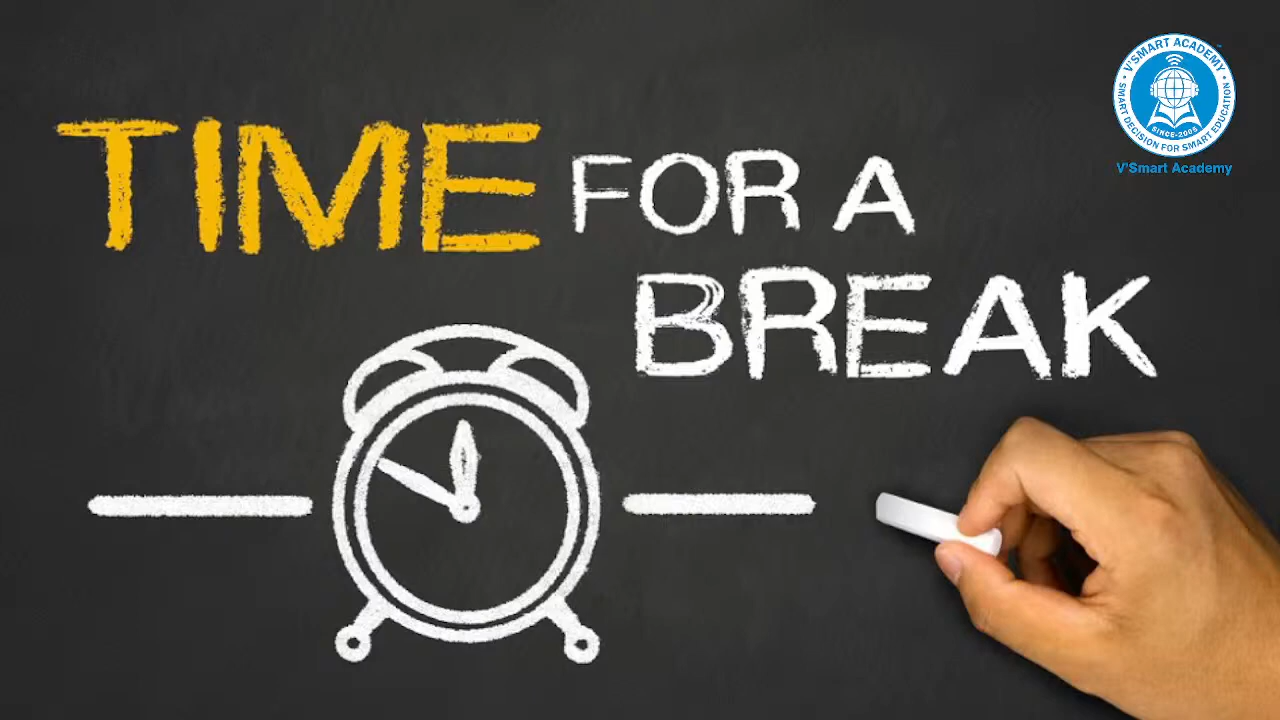 TIME FOR A
BREAK
V'SMART ACADEMY
SINCE-2005
SMART DECISION FOR SMART EDUCATION
V'Smart Academy